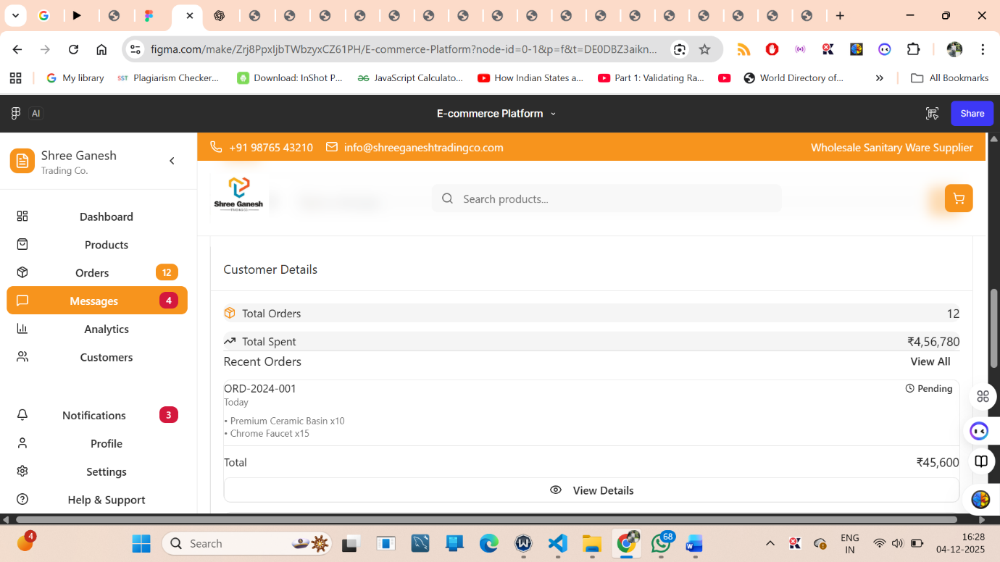 figma.com/make/Zrj8PpxIjbTWbzyxCZ61PH/E-commerce-Platform?node-id=0-1&p=f&t=DE0DBZ3aikn...
My library
SST Plagiarism Checker...
Download: InShot P...
JavaScript Calculato...
How Indian States a...
Part 1: Validating Ra...
World Directory of...
All Bookmarks
AI
E-commerce Platform
Share
Shree Ganesh
Trading Co.
+91 98765 43210
info@shreeganeshtradingco.com
Wholesale Sanitary Ware Supplier
Shree Ganesh
TRADING CO.
Search products...
Dashboard
Products
Orders 12
Messages 4
Analytics
Customers
Notifications 3
Profile
Settings
Help & Support
Customer Details
Total Orders 12
Total Spent ₹4,56,780
Recent Orders View All
ORD-2024-001 Pending
Today
• Premium Ceramic Basin x10
• Chrome Faucet x15
Total ₹45,600
View Details
4
Search
68
ENG
IN
16:28
04-12-2025